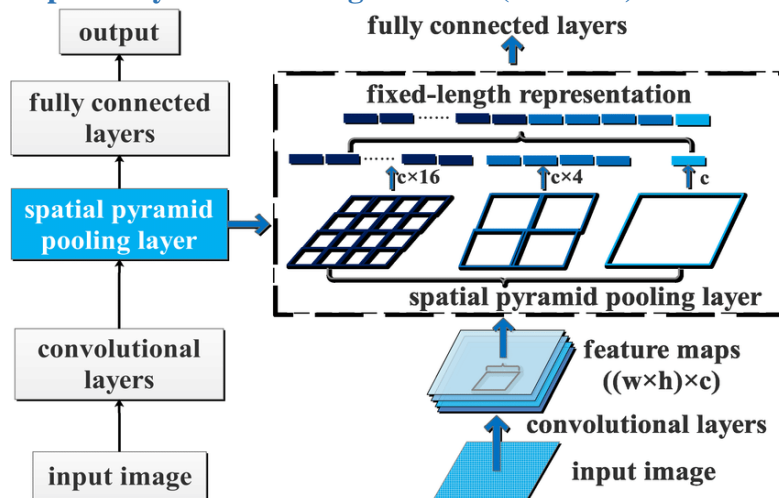 output
fully connected
layers
spatial pyramid
pooling layer
convolutional
layers
input image
fully connected layers
fixed-length representation
c×16
c×4
c
spatial pyramid pooling layer
feature maps
((w×h)×c)
convolutional layers
input image